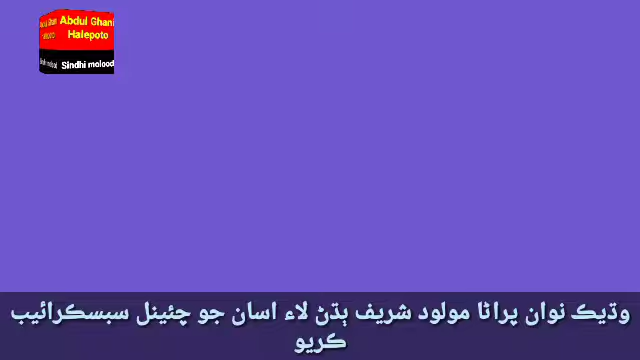 Abdul Ghani
Halepoto
Sindhi molood
وڌيڪ نوان پراڻا مولود شريف ٻڌڻ لاءِ اسان جو چئينل سبسڪرائيب
ڪريو